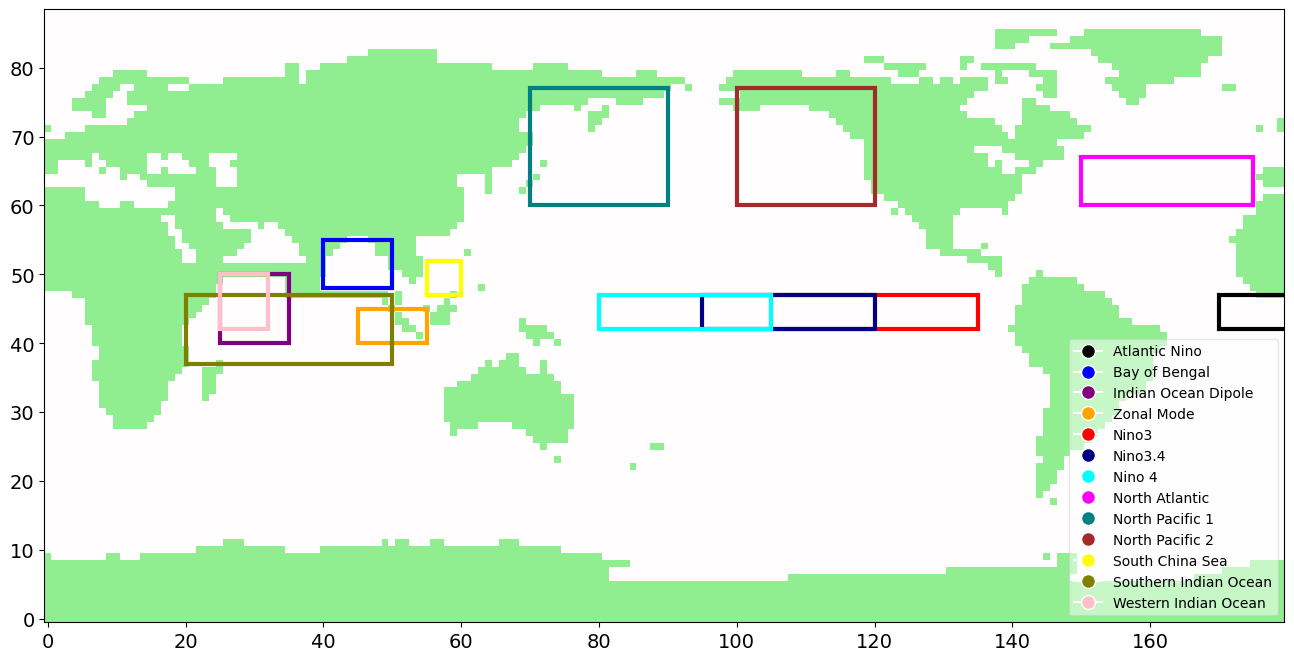 80
70
60
50
40
30
20
10
0
0 20 40 60 80 100 120 140 160
Atlantic Nino
Bay of Bengal
Indian Ocean Dipole
Zonal Mode
Nino3
Nino3.4
Nino 4
North Atlantic
North Pacific 1
North Pacific 2
South China Sea
Southern Indian Ocean
Western Indian Ocean